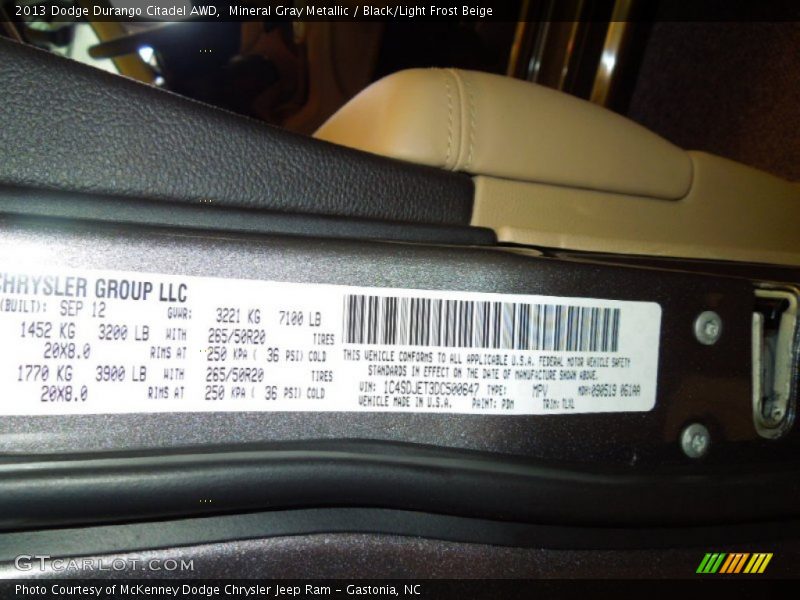 2013 Dodge Durango Citadel AWD, Mineral Gray Metallic / Black/Light Frost Beige
CHRYSLER GROUP LLC
(BUILT): SEP 12 GVWR: 3221 KG 7100 LB
1452 KG 3200 LB WITH 265/50R20 TIRES
20X8.0 RIMS AT 250 KPA ( 36 PSI) COLD
1770 KG 3900 LB WITH 265/50R20 TIRES
20X8.0 RIMS AT 250 KPA ( 36 PSI) COLD
THIS VEHICLE CONFORMS TO ALL APPLICABLE U.S.A. FEDERAL MOTOR VEHICLE SAFETY
STANDARDS IN EFFECT ON THE DATE OF MANUFACTURE SHOWN ABOVE.
VIN: 1C4SDJET3DC500647 TYPE: MPV MDH: 090519 061AA
VEHICLE MADE IN U.S.A. PAINT: PDM TRIM: TLXL
GTCARLOT.COM
Photo Courtesy of McKenney Dodge Chrysler Jeep Ram - Gastonia, NC